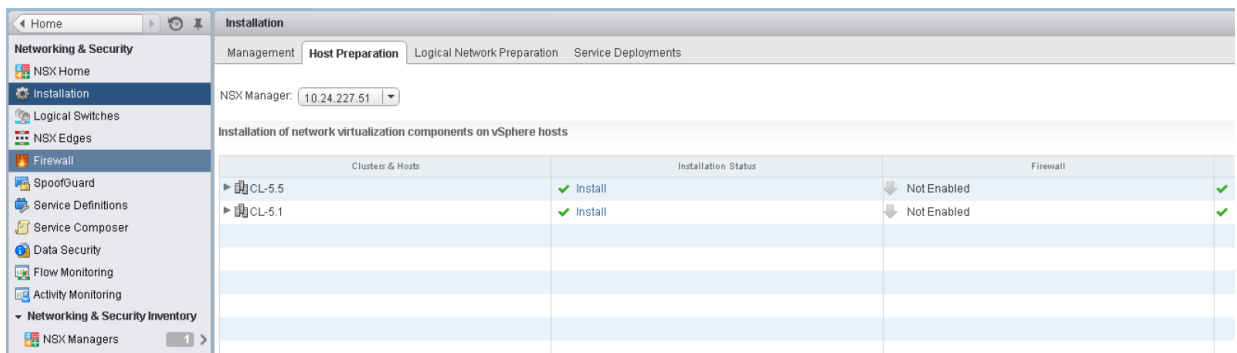 Home
Installation
Networking & Security
NSX Home
Installation
Logical Switches
NSX Edges
Firewall
SpoofGuard
Service Definitions
Service Composer
Data Security
Flow Monitoring
Activity Monitoring
Networking & Security Inventory
NSX Managers 1
Management Host Preparation Logical Network Preparation Service Deployments
NSX Manager: 10.24.227.51
Installation of network virtualization components on vSphere hosts
Clusters & Hosts Installation Status Firewall
CL-5.5 Install Not Enabled
CL-5.1 Install Not Enabled